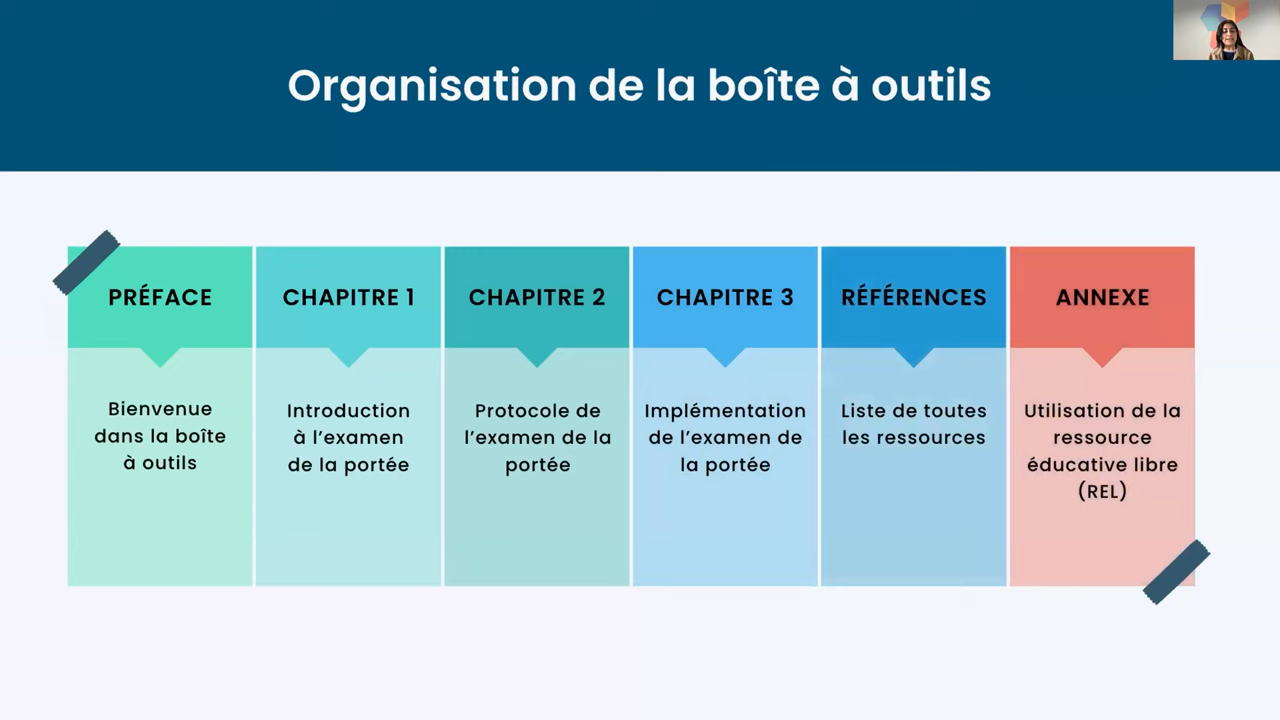 Organisation de la boîte à outils
PRÉFACE
Bienvenue
dans la boîte
à outils
CHAPITRE 1
Introduction
à l’examen
de la portée
CHAPITRE 2
Protocole de
l’examen de la
portée
CHAPITRE 3
Implémentation
de l’examen de
la portée
RÉFÉRENCES
Liste de toutes
les ressources
ANNEXE
Utilisation de la
ressource
éducative libre
(REL)